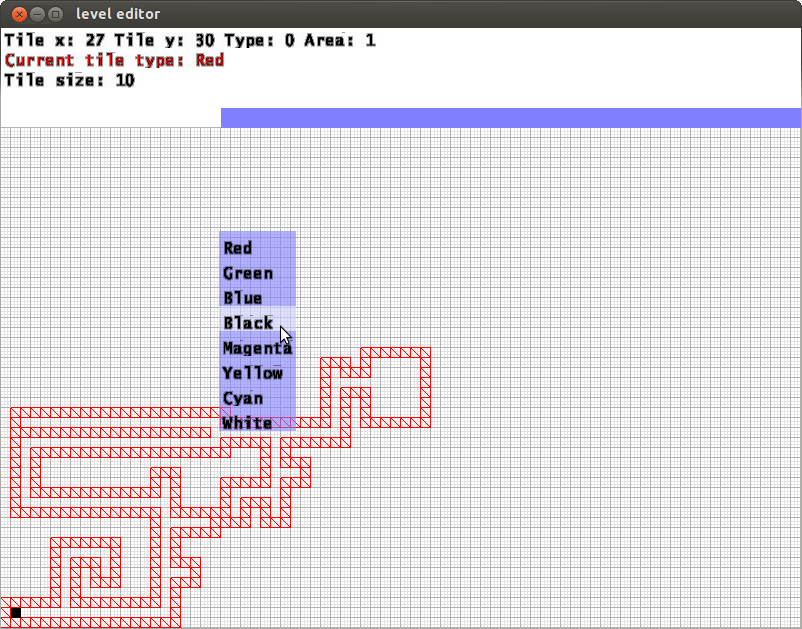 level editor
Tile x: 27 Tile y: 30 Type: 0 Area: 1
Current tile type: Red
Tile size: 10
Red
Green
Blue
Black
Magenta
Yellow
Cyan
White